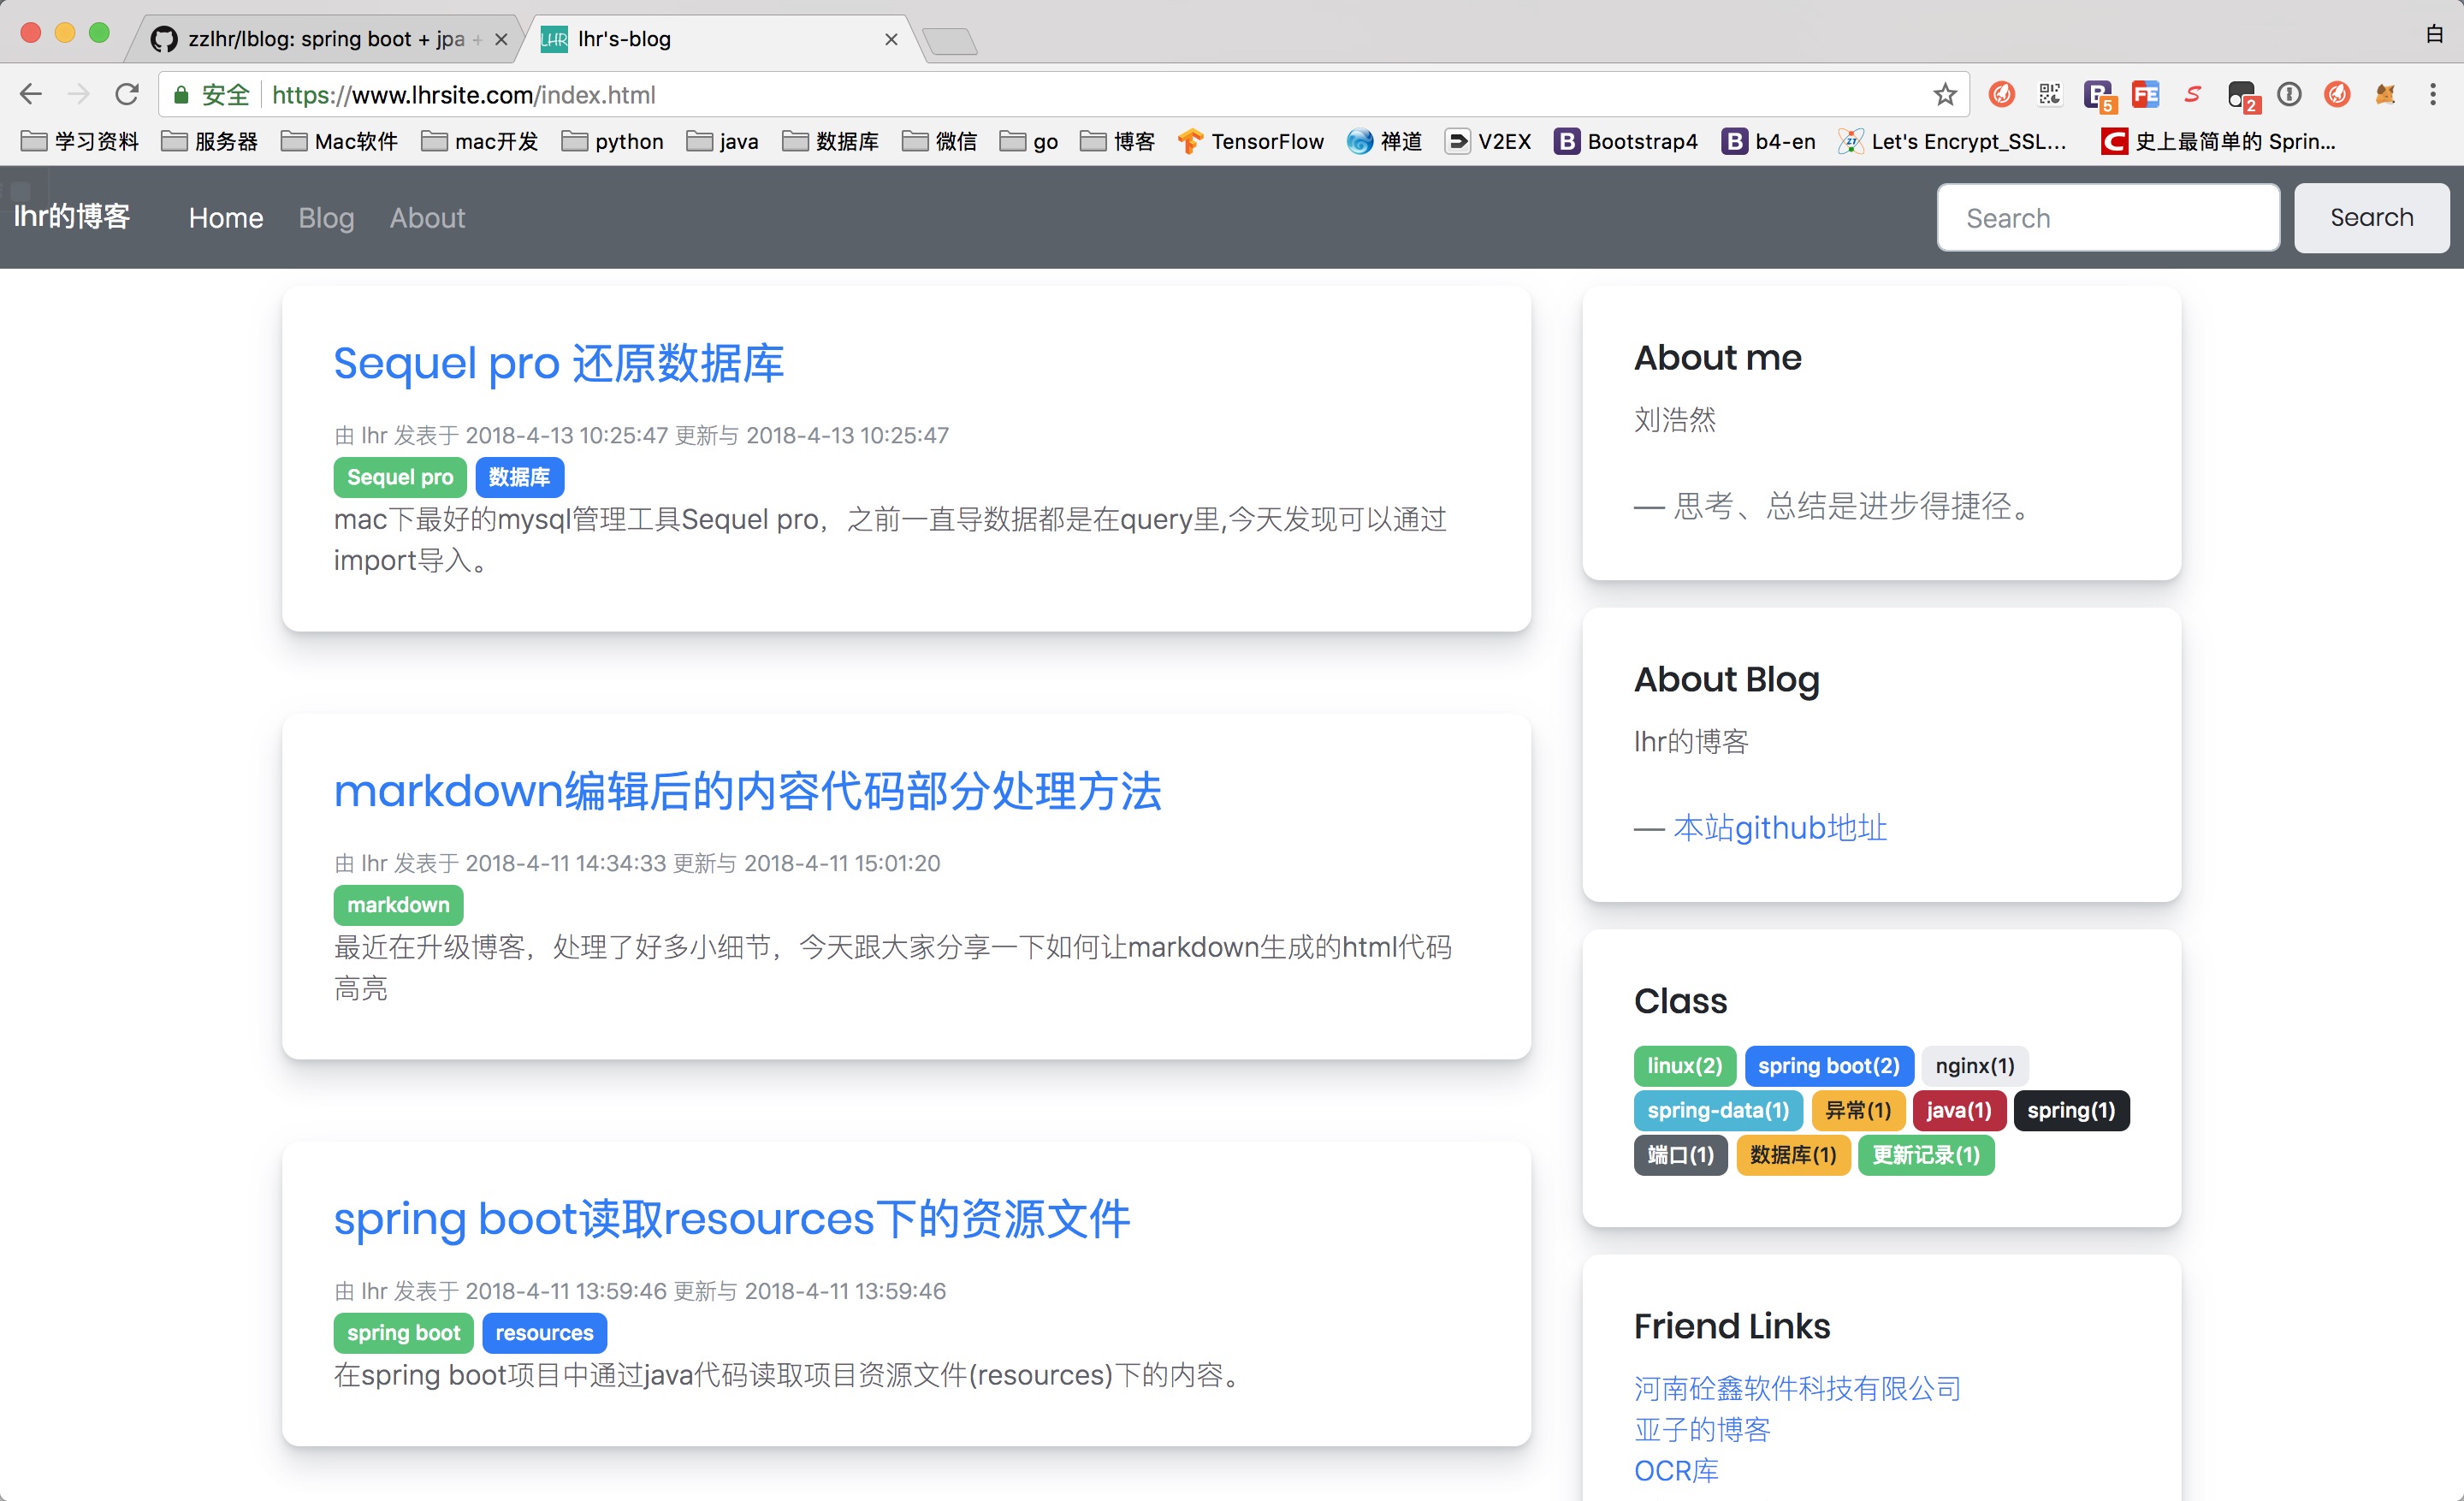 zzlhr/lblog: spring boot + jpa +
LHR lhr's-blog
白
安全 https://www.lhrsite.com/index.html
5
FE
2
学习资料 服务器 Mac软件 mac开发 python java 数据库 微信 go 博客 TensorFlow 禅道 V2EX B Bootstrap4 B b4-en Let's Encrypt_SSL... C 史上最简单的 Sprin...
lhr的博客 Home Blog About Search Search
Sequel pro 还原数据库
由 lhr 发表于 2018-4-13 10:25:47 更新与 2018-4-13 10:25:47
Sequel pro 数据库
mac下最好的mysql管理工具Sequel pro，之前一直导数据都是在query里,今天发现可以通过
import导入。
markdown编辑后的内容代码部分处理方法
由 lhr 发表于 2018-4-11 14:34:33 更新与 2018-4-11 15:01:20
markdown
最近在升级博客，处理了好多小细节，今天跟大家分享一下如何让markdown生成的html代码
高亮
spring boot读取resources下的资源文件
由 lhr 发表于 2018-4-11 13:59:46 更新与 2018-4-11 13:59:46
spring boot resources
在spring boot项目中通过java代码读取项目资源文件(resources)下的内容。
About me
刘浩然
— 思考、总结是进步得捷径。
About Blog
lhr的博客
— 本站github地址
Class
linux(2) spring boot(2) nginx(1)
spring-data(1) 异常(1) java(1) spring(1)
端口(1) 数据库(1) 更新记录(1)
Friend Links
河南砼鑫软件科技有限公司
亚子的博客
OCR库